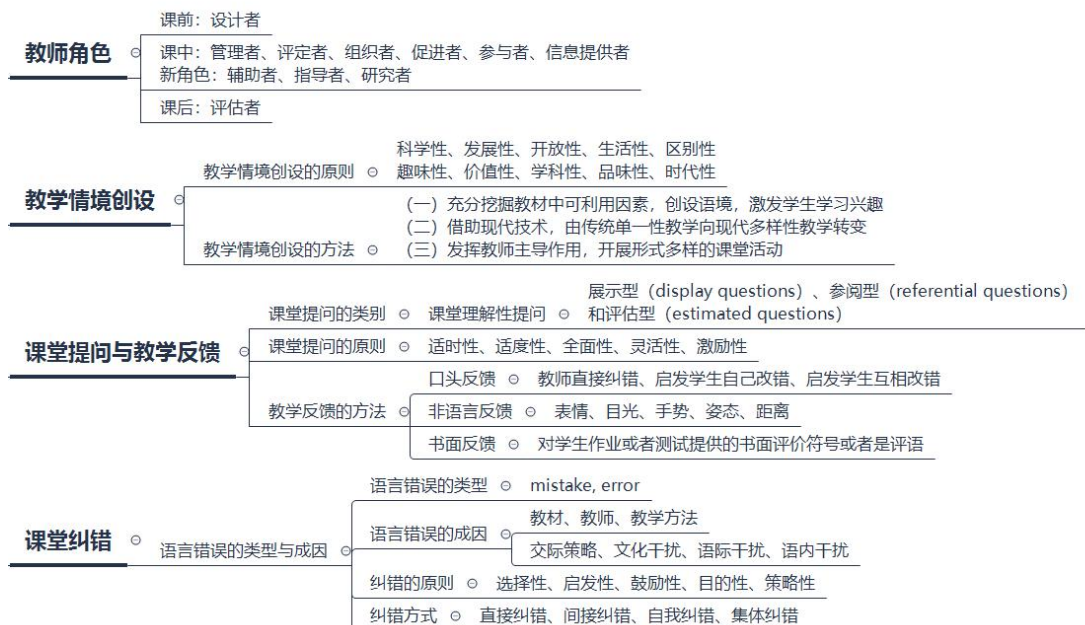 教师角色
课前：设计者
课中：管理者、评定者、组织者、促进者、参与者、信息提供者
新角色：辅助者、指导者、研究者
课后：评估者
教学情境创设
教学情境创设的原则
科学性、发展性、开放性、生活性、区别性
趣味性、价值性、学科性、品味性、时代性
教学情境创设的方法
（一）充分挖掘教材中可利用因素，创设语境，激发学生学习兴趣
（二）借助现代技术，由传统单一性教学向现代多样性教学转变
（三）发挥教师主导作用，开展形式多样的课堂活动
课堂提问与教学反馈
课堂提问的类别
课堂理解性提问
展示型（display questions）、参阅型（referential questions）
和评估型（estimated questions）
课堂提问的原则
适时性、适度性、全面性、灵活性、激励性
教学反馈的方法
口头反馈
教师直接纠错、启发学生自己改错、启发学生互相改错
非语言反馈
表情、目光、手势、姿态、距离
书面反馈
对学生作业或者测试提供的书面评价符号或者是评语
课堂纠错
语言错误的类型与成因
语言错误的类型
mistake, error
语言错误的成因
教材、教师、教学方法
交际策略、文化干扰、语际干扰、语内干扰
纠错的原则
选择性、启发性、鼓励性、目的性、策略性
纠错方式
直接纠错、间接纠错、自我纠错、集体纠错